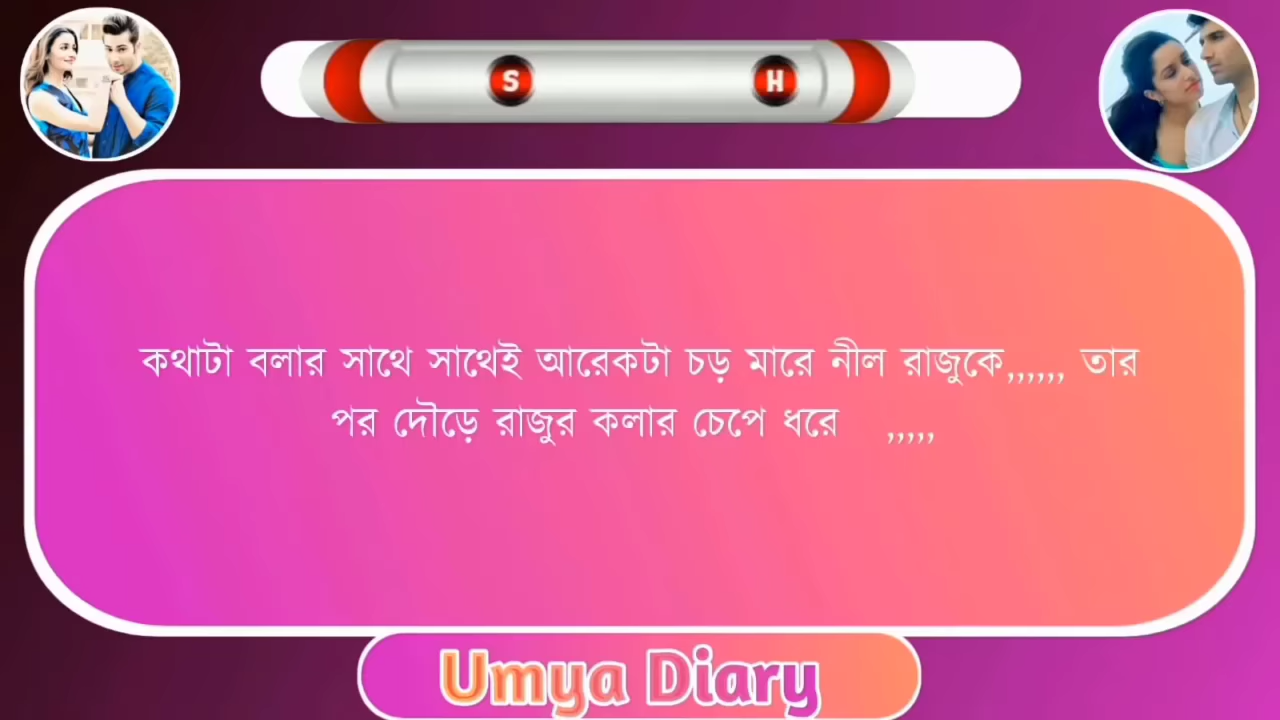 S H
কথাটা বলার সাথে সাথেই আরেকটা চড় মারে নীল রাজুকে,,,,,, তার
পর দৌড়ে রাজুর কলার চেপে ধরে ,,,,,
Umya Diary